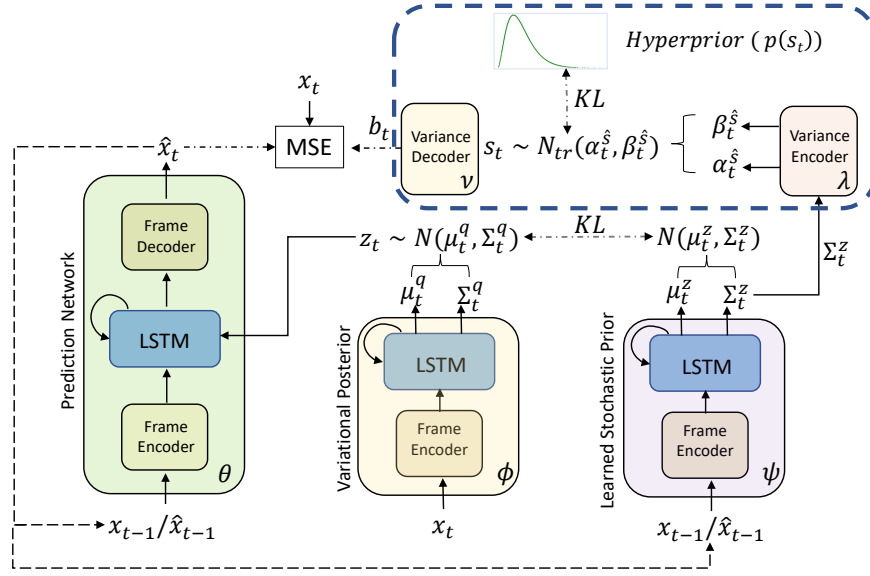 Hyperprior ( p(s_t))
x_t
KL
b_t
MSE
x̂_t
Variance
Decoder
ν
s_t ~ N_tr(α_t^ŝ, β_t^ŝ)
β_t^ŝ
α_t^ŝ
Variance
Encoder
λ
Prediction Network
Frame
Decoder
LSTM
Frame
Encoder
θ
x_{t−1}/x̂_{t−1}
z_t ~ N(μ_t^q, Σ_t^q)
KL
N(μ_t^z, Σ_t^z)
Σ_t^z
Variational Posterior
μ_t^q
Σ_t^q
LSTM
Frame
Encoder
ϕ
x_t
Learned Stochastic Prior
μ_t^z
Σ_t^z
LSTM
Frame
Encoder
ψ
x_{t−1}/x̂_{t−1}